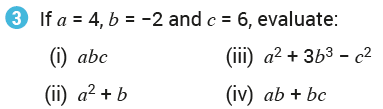 3 If a = 4, b = −2 and c = 6, evaluate:
(i) abc (iii) a² + 3b³ − c²
(ii) a² + b (iv) ab + bc